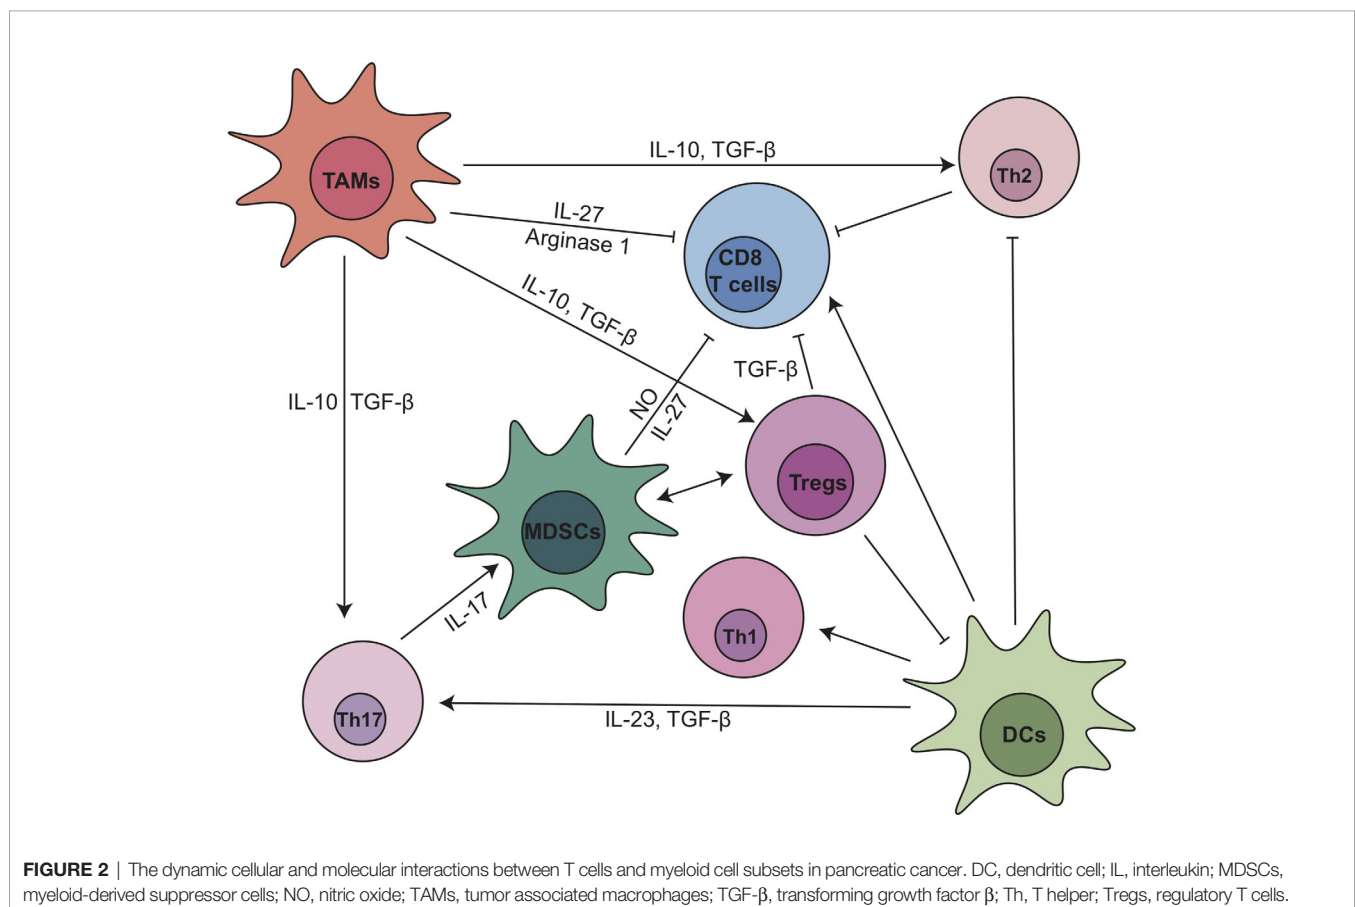 IL-10, TGF-β
TAMs
Th2
IL-27
Arginase 1
CD8
T cells
IL-10, TGF-β
TGF-β
NO
IL-27
IL-10 TGF-β
Tregs
MDSCs
IL-17
Th1
Th17
IL-23, TGF-β
DCs
FIGURE 2 | The dynamic cellular and molecular interactions between T cells and myeloid cell subsets in pancreatic cancer. DC, dendritic cell; IL, interleukin; MDSCs,
myeloid-derived suppressor cells; NO, nitric oxide; TAMs, tumor associated macrophages; TGF-β, transforming growth factor β; Th, T helper; Tregs, regulatory T cells.